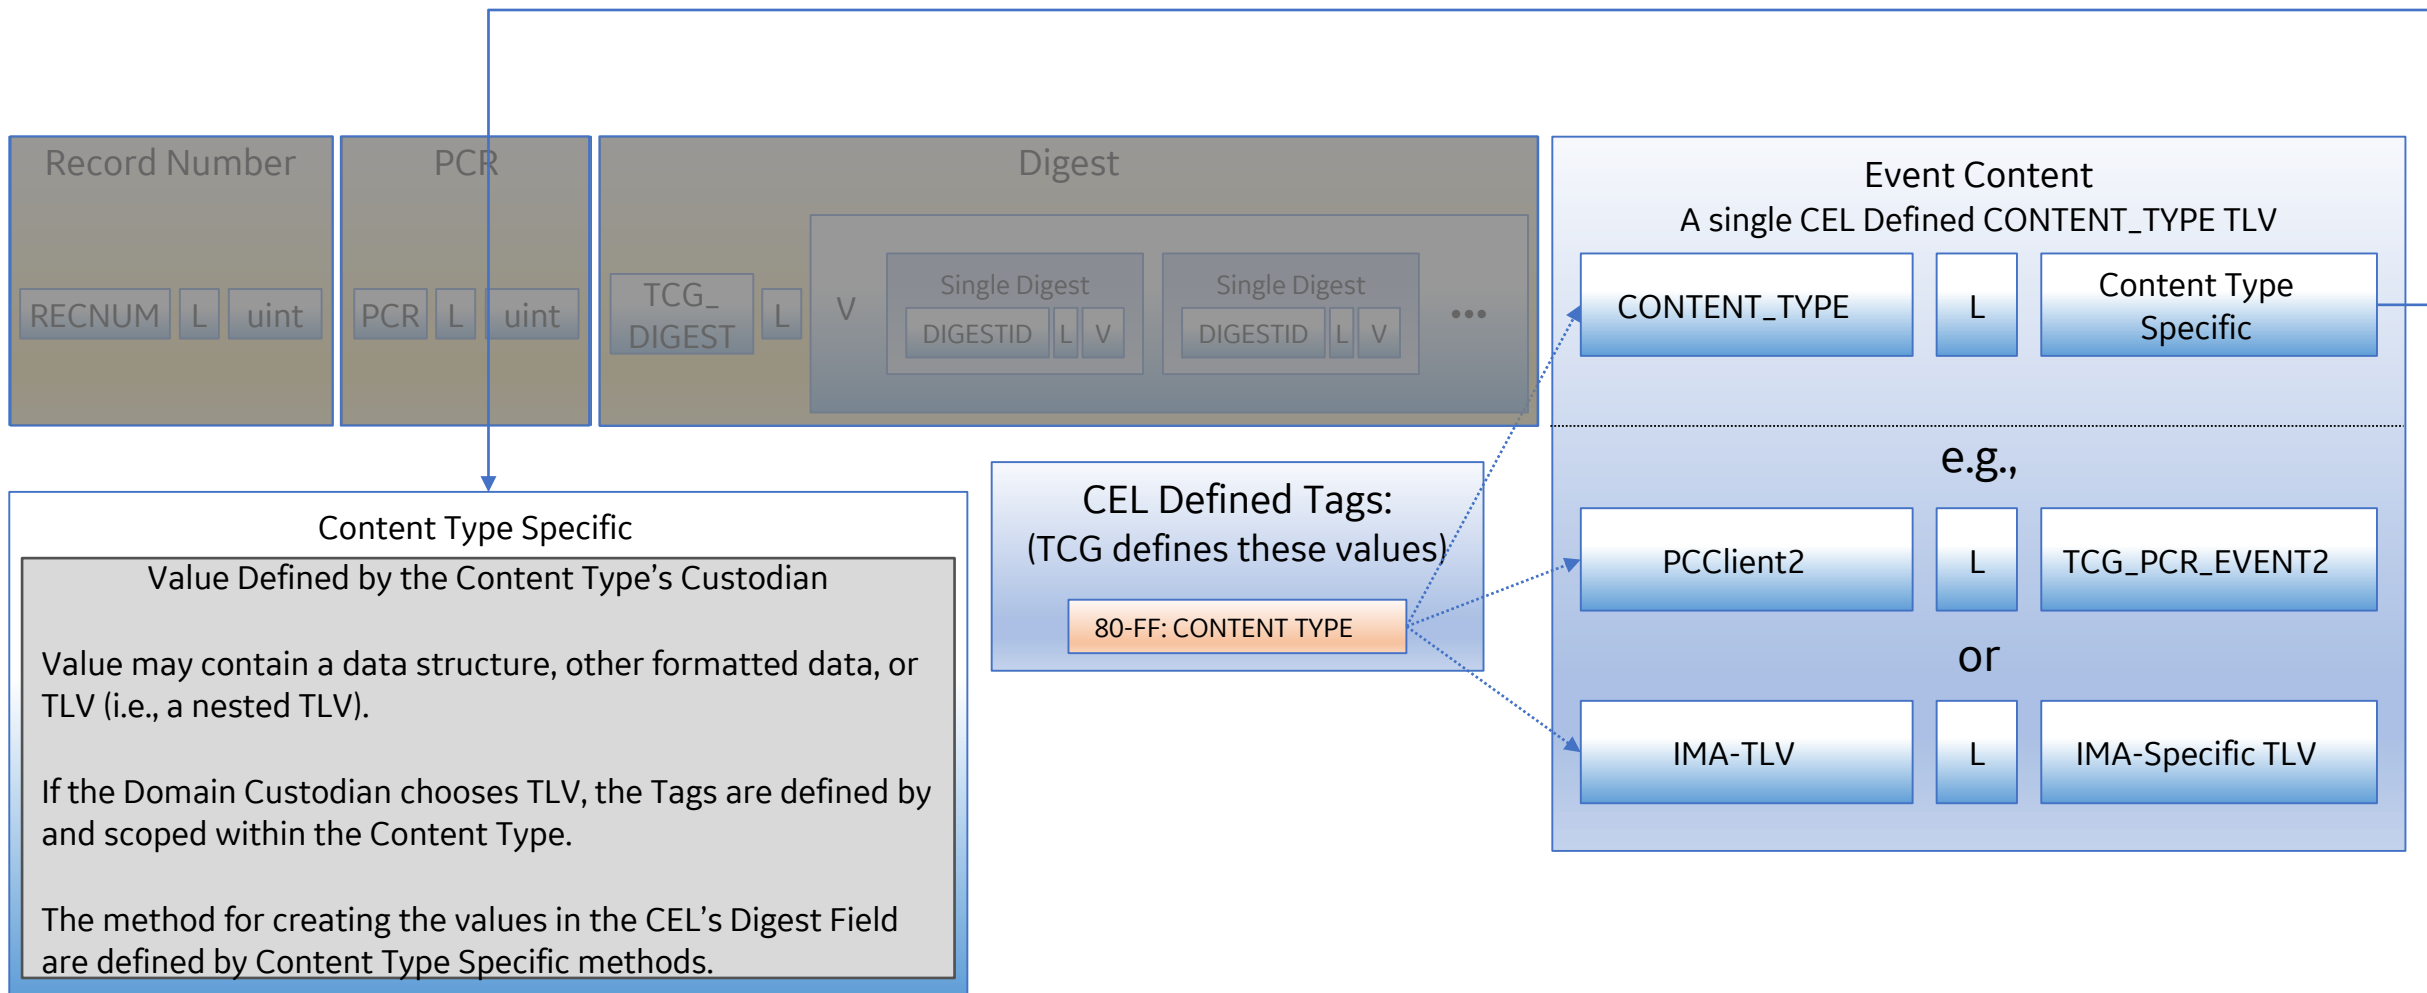 Record Number
PCR
Digest
RECNUM L uint
PCR L uint
TCG_
DIGEST
L
V
Single Digest
DIGESTID L V
Single Digest
DIGESTID L V
•••
Event Content
A single CEL Defined CONTENT_TYPE TLV
CONTENT_TYPE
L
Content Type
Specific
e.g.,
PCClient2
L
TCG_PCR_EVENT2
or
IMA-TLV
L
IMA-Specific TLV
CEL Defined Tags:
(TCG defines these values)
80-FF: CONTENT TYPE
Content Type Specific
Value Defined by the Content Type’s Custodian
Value may contain a data structure, other formatted data, or
TLV (i.e., a nested TLV).
If the Domain Custodian chooses TLV, the Tags are defined by
and scoped within the Content Type.
The method for creating the values in the CEL’s Digest Field
are defined by Content Type Specific methods.